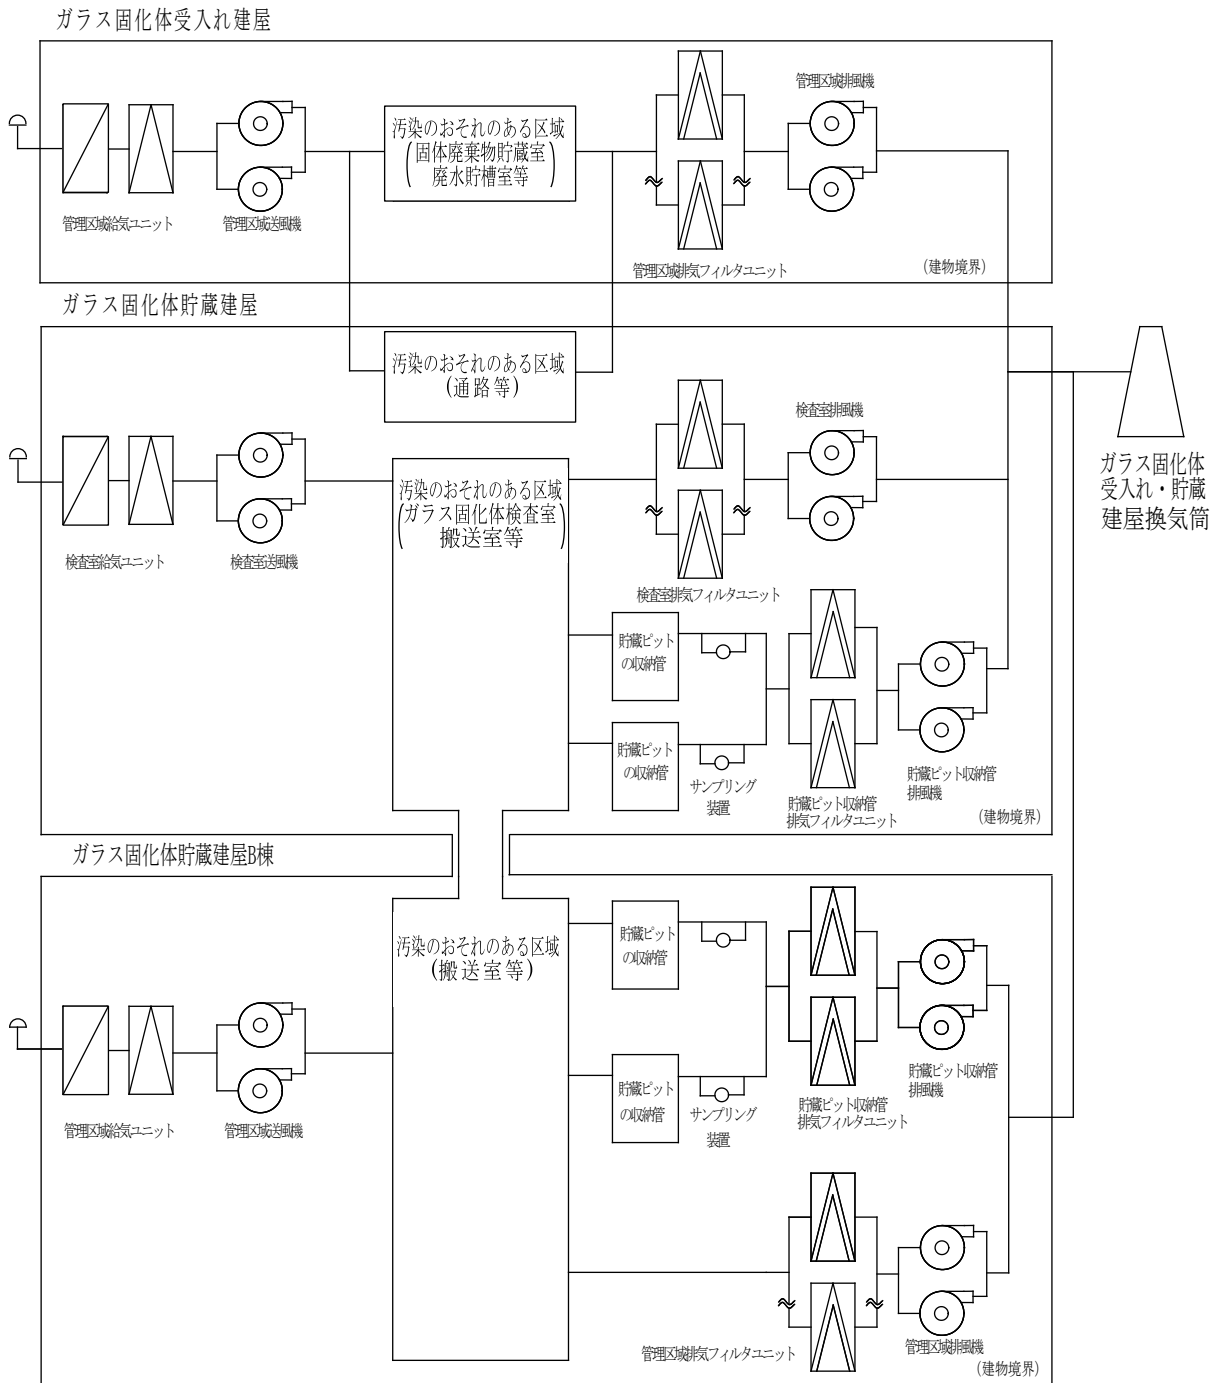 ガラス固化体受入れ建屋
管理区域排風機
汚染のおそれのある区域
(固体廃棄物貯蔵室
廃水貯槽室等)
管理区域給気ユニット
管理区域送風機
管理区域排気フィルタユニット
(建物境界)
ガラス固化体貯蔵建屋
汚染のおそれのある区域
(通路等)
検査室排風機
ガラス固化体
受入れ・貯蔵
建屋換気筒
汚染のおそれのある区域
(ガラス固化体検査室)
搬送室等
検査室給気ユニット
検査室送風機
検査室排気フィルタユニット
貯蔵ピット
の収納管
貯蔵ピット
の収納管
サンプリング
装置
貯蔵ピット収納管
排気フィルタユニット
貯蔵ピット収納管
排風機
(建物境界)
ガラス固化体貯蔵建屋B棟
汚染のおそれのある区域
(搬送室等)
貯蔵ピット
の収納管
貯蔵ピット
の収納管
サンプリング
装置
貯蔵ピット収納管
排気フィルタユニット
貯蔵ピット収納管
排風機
管理区域給気ユニット
管理区域送風機
管理区域排気フィルタユニット
管理区域排風機
(建物境界)